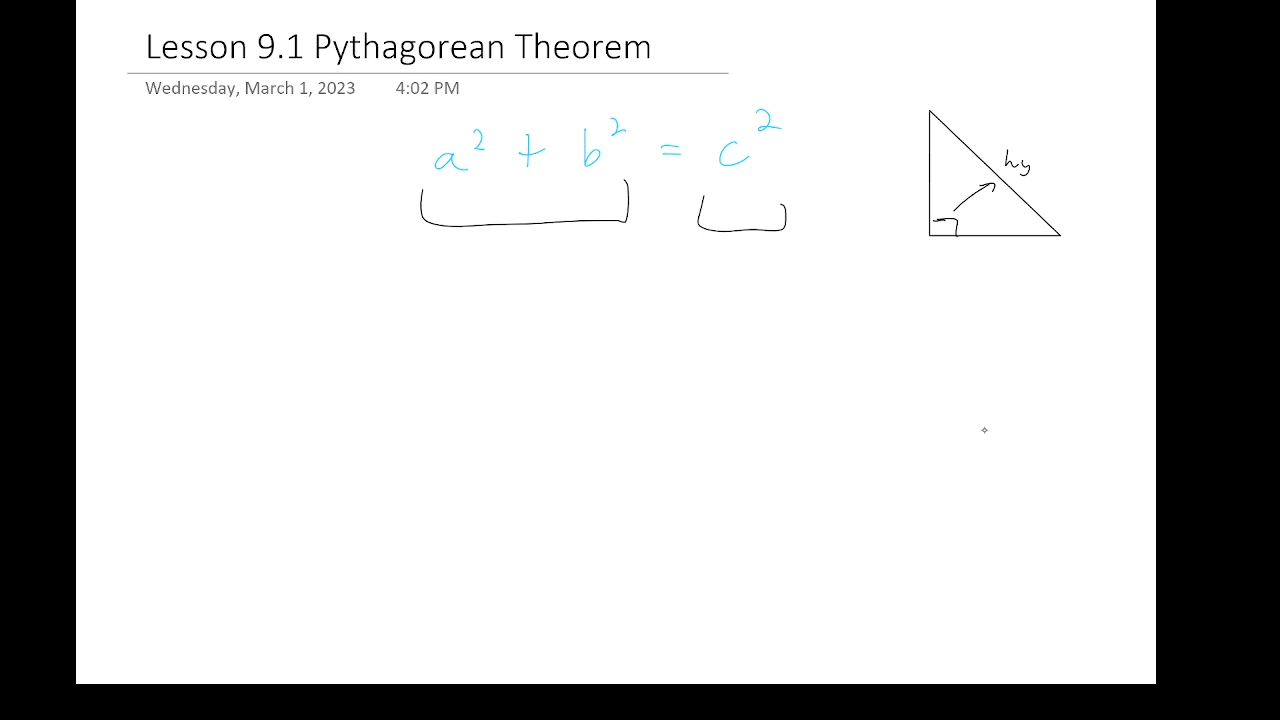 Lesson 9.1 Pythagorean Theorem
Wednesday, March 1, 2023 4:02 PM
a² + b² = c²
hy